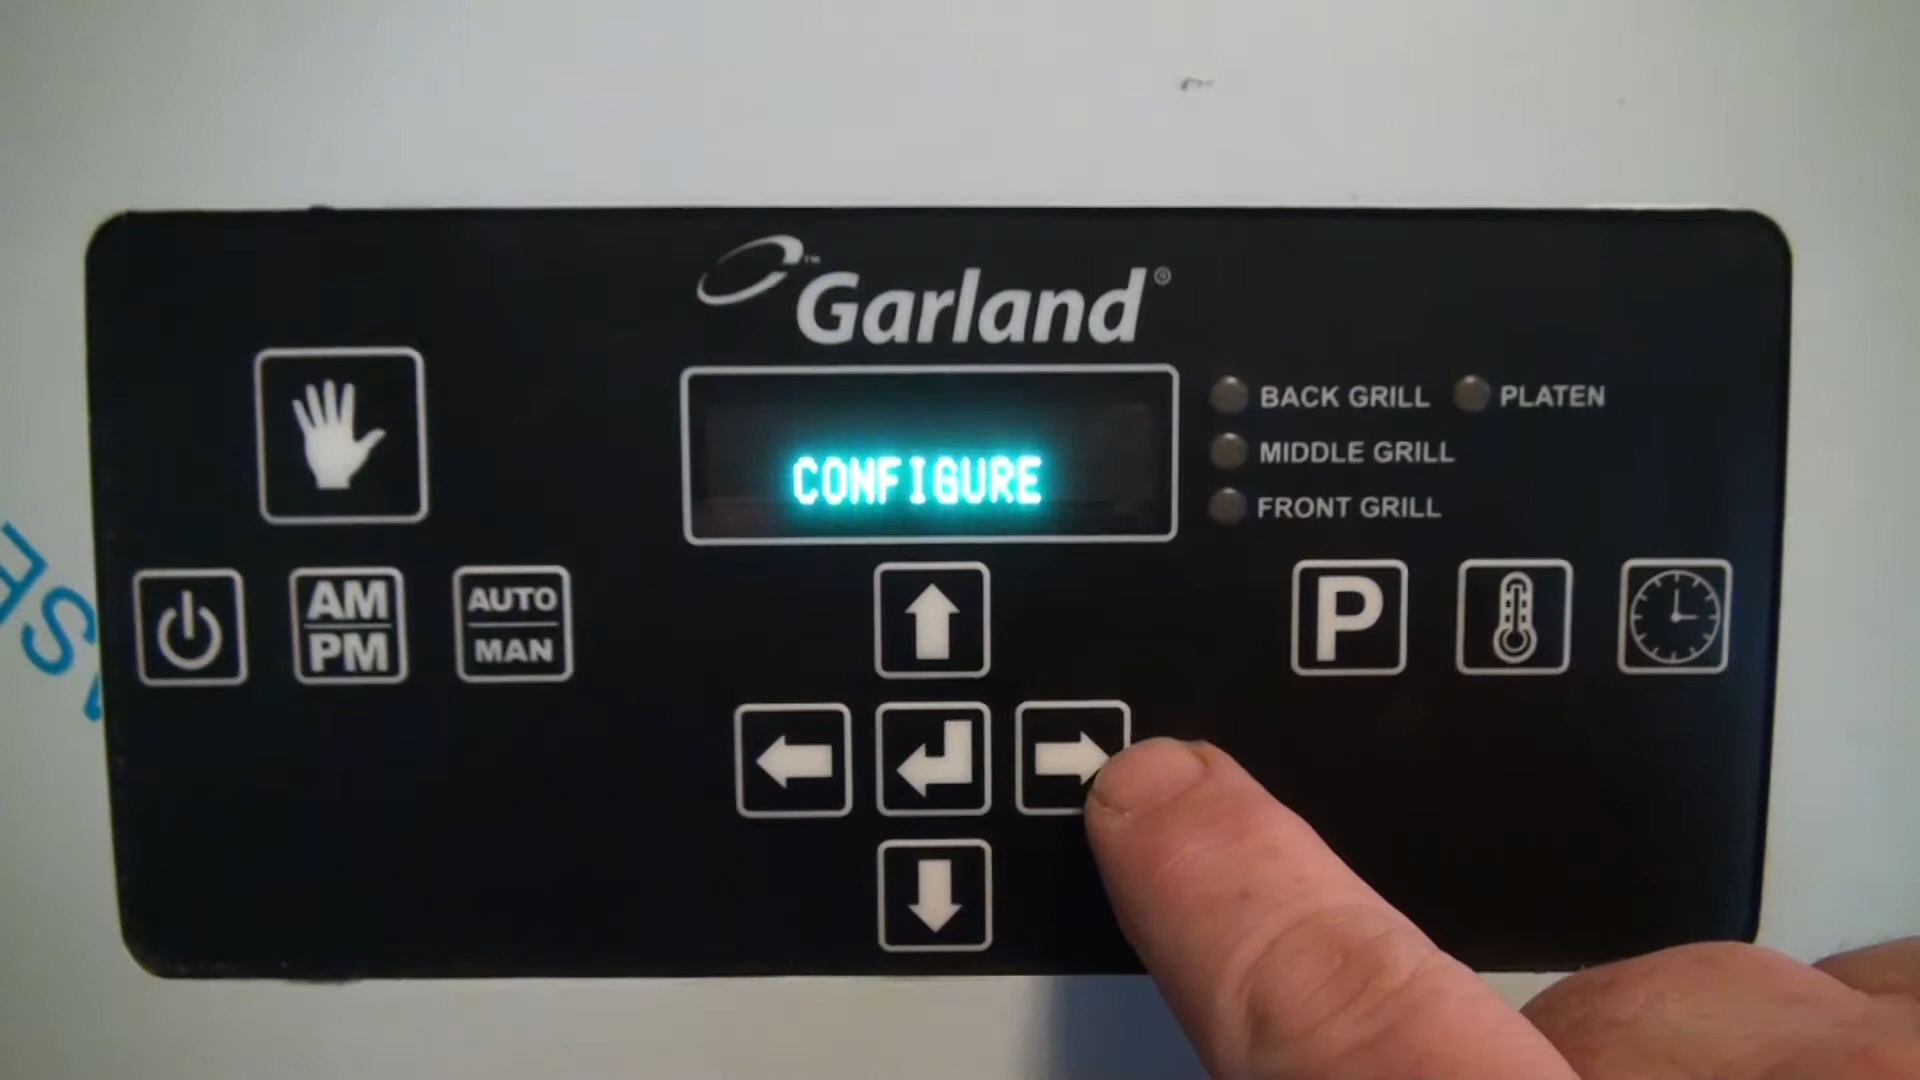 Garland®
CONFIGURE
BACK GRILL
PLATEN
MIDDLE GRILL
FRONT GRILL
AM
PM
AUTO
MAN
P